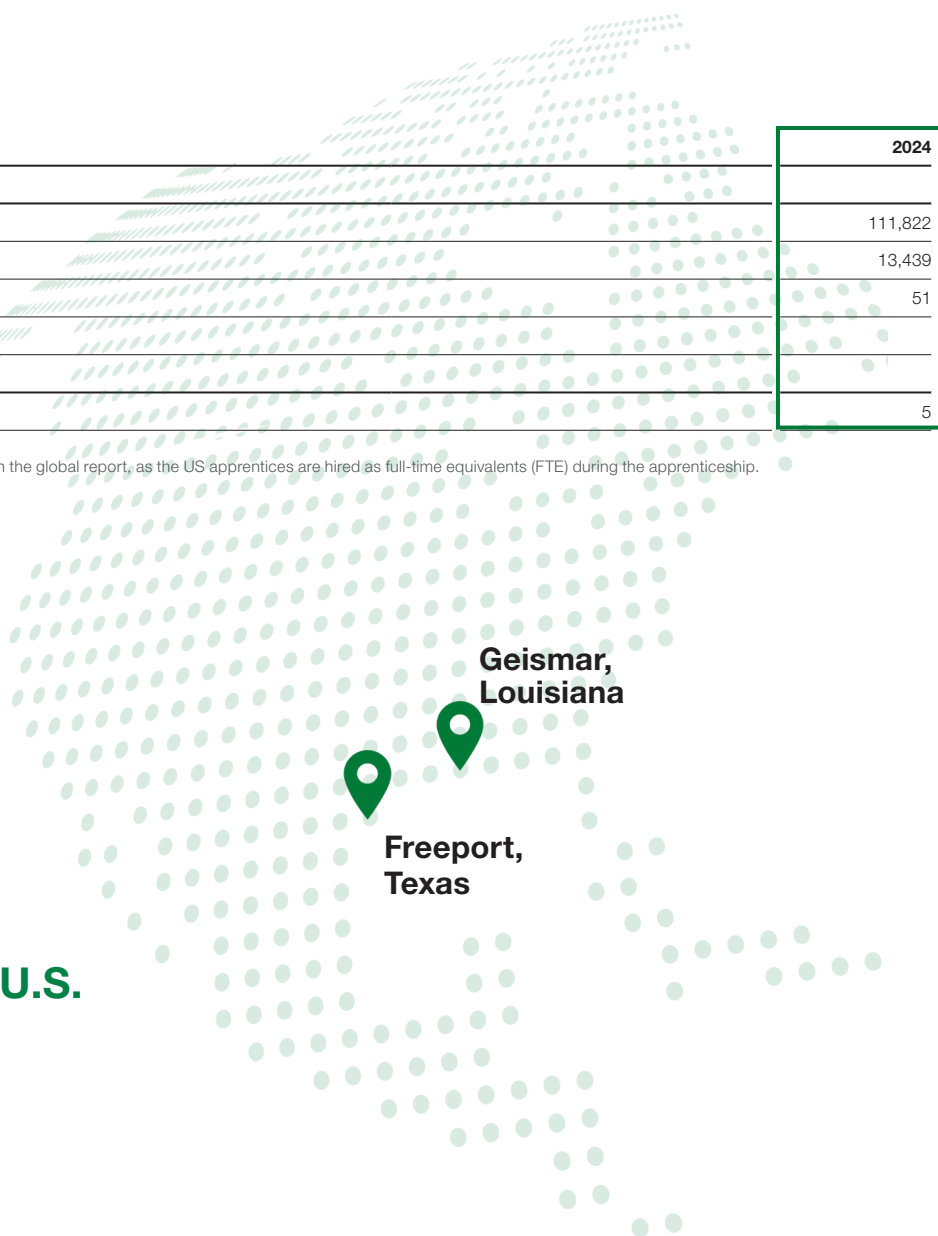 2024
111,822
13,439
51
5
the global report, as the US apprentices are hired as full-time equivalents (FTE) during the apprenticeship.
Geismar,
Louisiana
Freeport,
Texas
U.S.